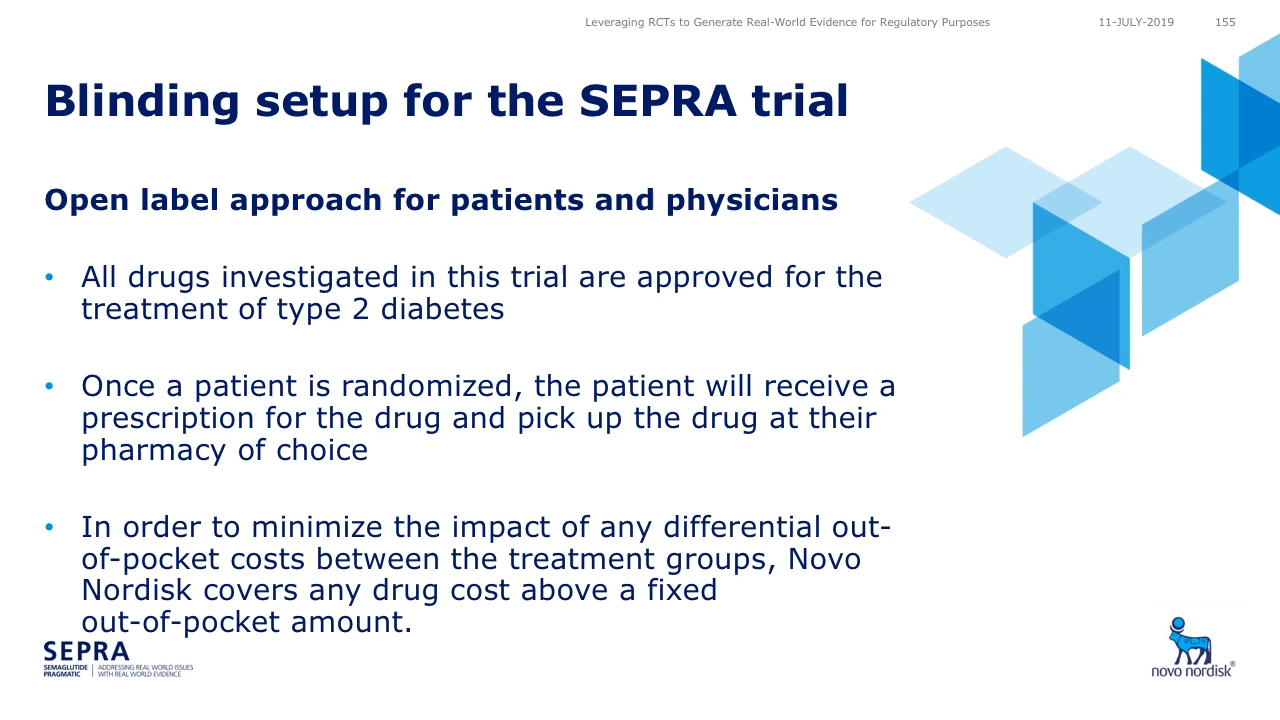 Leveraging RCTs to Generate Real-World Evidence for Regulatory Purposes 11-JULY-2019 155
Blinding setup for the SEPRA trial
Open label approach for patients and physicians
• All drugs investigated in this trial are approved for the
treatment of type 2 diabetes
• Once a patient is randomized, the patient will receive a
prescription for the drug and pick up the drug at their
pharmacy of choice
• In order to minimize the impact of any differential out-
of-pocket costs between the treatment groups, Novo
Nordisk covers any drug cost above a fixed
out-of-pocket amount.
SEPRA
SEMAGLUTIDE | ADDRESSING REAL WORLD ISSUES
PRAGMATIC | WITH REAL WORLD EVIDENCE
novo nordisk®